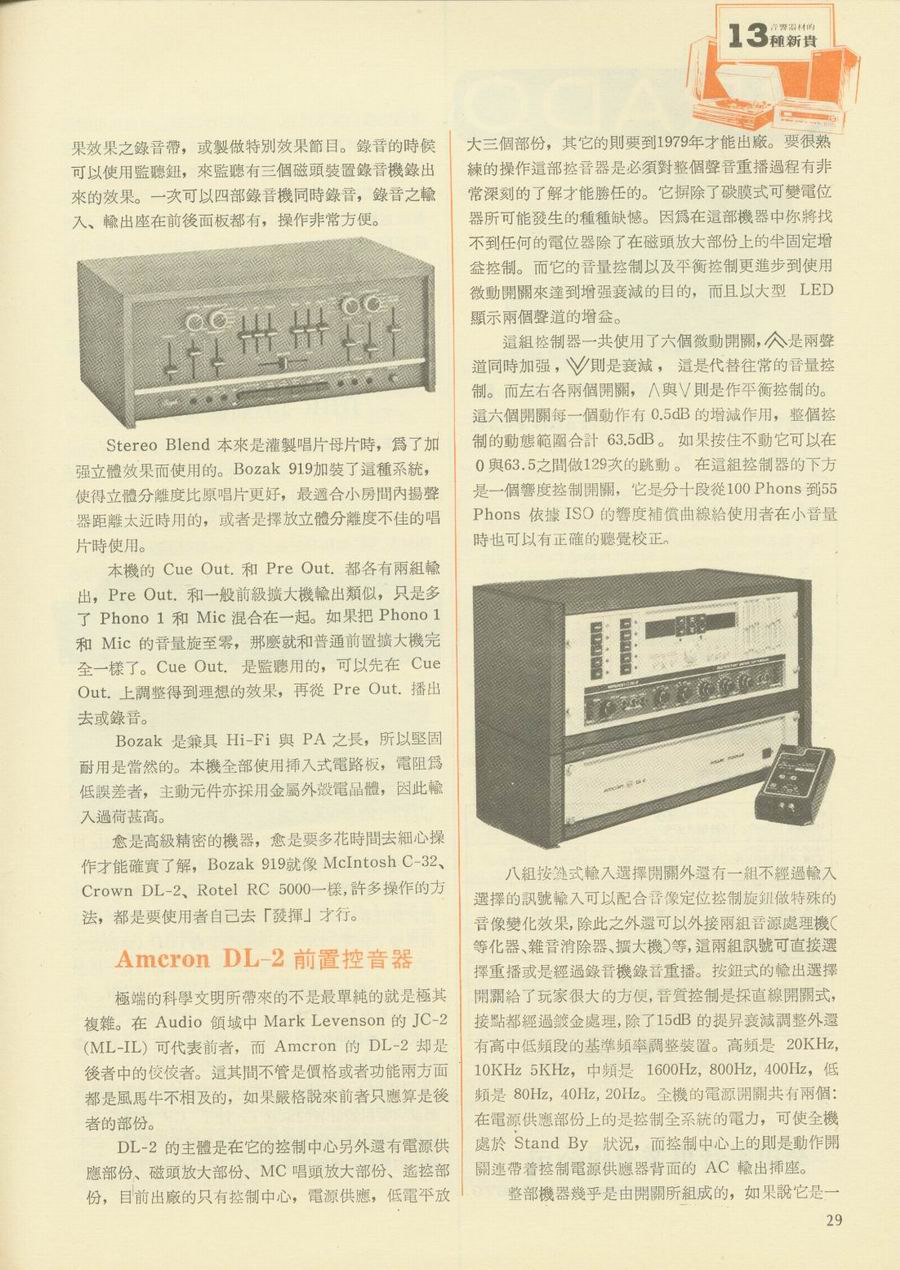 音響器材的
13種新貴
果效果之錄音帶，或製做特別效果節目。錄音的時候
可以使用監聽鈕，來監聽有三個磁頭裝置錄音機錄出
來的效果。一次可以四部錄音機同時錄音，錄音之輸
入、輸出座在前後面板都有，操作非常方便。
Stereo Blend 本來是灌製唱片母片時，爲了加
强立體效果而使用的。Bozak 919加裝了這種系統，
使得立體分離度比原唱片更好，最適合小房間內揚聲
器距離太近時用的，或者是擇放立體分離度不佳的唱
片時使用。
本機的 Cue Out. 和 Pre Out. 都各有兩組輸
出，Pre Out. 和一般前級擴大機輸出類似，只是多
了 Phono 1 和 Mic 混合在一起。如果把 Phono 1
和 Mic 的音量旋至零，那麽就和普通前置擴大機完
全一樣了。Cue Out. 是監聽用的，可以先在 Cue
Out. 上調整得到理想的效果，再從 Pre Out. 播出
去或錄音。
Bozak 是兼具 Hi-Fi 與 PA 之長，所以堅固
耐用是當然的。本機全部使用揷入式電路板，電阻爲
低誤差者，主動元件亦採用金屬外殼電晶體，因此輸
入過荷甚高。
愈是高級精密的機器，愈是要多花時間去細心操
作才能確實了解，Bozak 919就像 McIntosh C-32、
Crown DL-2、Rotel RC 5000一樣，許多操作的方
法，都是要使用者自己去「發揮」才行。
Amcron DL-2 前置控音器
極端的科學文明所帶來的不是最單純的就是極其
複雜。在 Audio 領域中 Mark Levenson 的 JC-2
(ML-IL) 可代表前者，而 Amcron 的 DL-2 却是
後者中的佼佼者。這其間不管是價格或者功能兩方面
都是風馬牛不相及的，如果嚴格說來前者只應算是後
者的部份。
DL-2 的主體是在它的控制中心另外還有電源供
應部份、磁頭放大部份、MC 唱頭放大部份、遙控部
份，目前出廠的只有控制中心，電源供應，低電平放
大三個部份，其它的則要到1979年才能出廠。要很熟
練的操作這部控音器是必須對整個聲音重播過程有非
常深刻的了解才能勝任的。它摒除了碳膜式可變電位
器所可能發生的種種缺憾。因爲在這部機器中你將找
不到任何的電位器除了在磁頭放大部份上的半固定增
益控制。而它的音量控制以及平衡控制更進步到使用
微動開關來達到增强衰減的目的，而且以大型 LED
顯示兩個聲道的增益。
這組控制器一共使用了六個微動開關，⩓是兩聲
道同時加强，⩔則是衰減，這是代替往常的音量控
制。而左右各兩個開關，∧與∨則是作平衡控制的。
這六個開關每一個動作有 0.5dB 的增減作用，整個控
制的動態範圍合計 63.5dB。如果按住不動它可以在
0 與63.5之間做129次的跳動。在這組控制器的下方
是一個響度控制開關，它是分十段從100 Phons 到55
Phons 依據 ISO 的響度補償曲線給使用者在小音量
時也可以有正確的聽覺校正。
八組按鍵式輸入選擇開關外還有一組不經過輸入
選擇的訊號輸入可以配合音像定位控制旋鈕做特殊的
音像變化效果，除此之外還可以外接兩組音源處理機(
等化器、雜音消除器、擴大機)等，這兩組訊號可直接選
擇重播或是經過錄音機錄音重播。按鈕式的輸出選擇
開關給了玩家很大的方便，音質控制是採直線開關式，
接點都經過鍍金處理，除了15dB 的提昇衰減調整外還
有高中低頻段的基準頻率調整裝置。高頻是 20KHz,
10KHz 5KHz，中頻是 1600Hz, 800Hz, 400Hz，低
頻是 80Hz, 40Hz, 20Hz。全機的電源開關共有兩個：
在電源供應部份上的是控制全系統的電力，可使全機
處於 Stand By 狀況，而控制中心上的則是動作開
關連帶着控制電源供應器背面的 AC 輸出揷座。
整部機器幾乎是由開關所組成的，如果說它是一
29